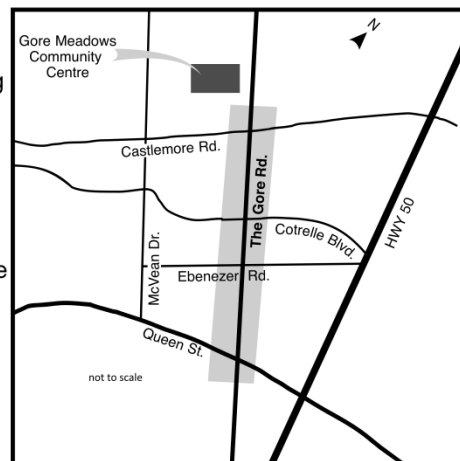 N
Gore Meadows
Community
Centre
g
Castlemore Rd.
The Gore Rd.
HWY 50
Cotrelle Blvd.
McVean Dr.
e
Ebenezer Rd.
Queen St.
not to scale